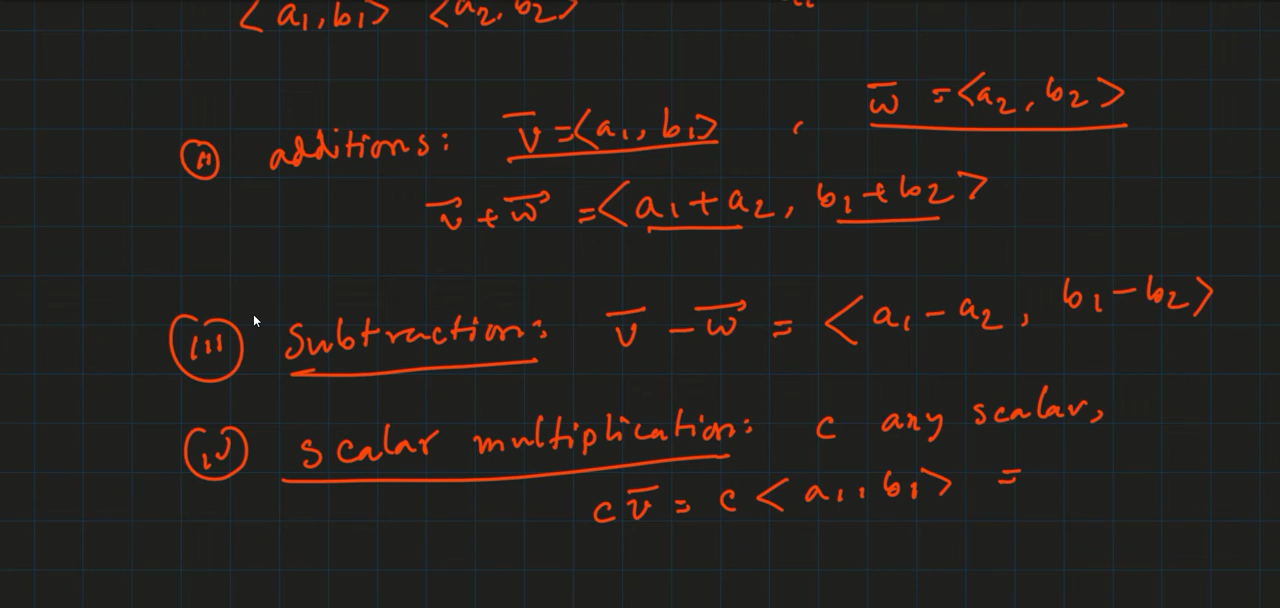 <a₁, b₁> <a₂, b₂>
(ii) additions: v̅ = <a₁, b₁> , w̅ = <a₂, b₂>
v⃗ + w⃗ = <a₁ + a₂, b₁ + b₂>
(iii) Subtraction: v̅ - w⃗ = <a₁ - a₂, b₁ - b₂>
(iv) scalar multiplication: c any scalar,
c v̅ = c <a₁, b₁> =